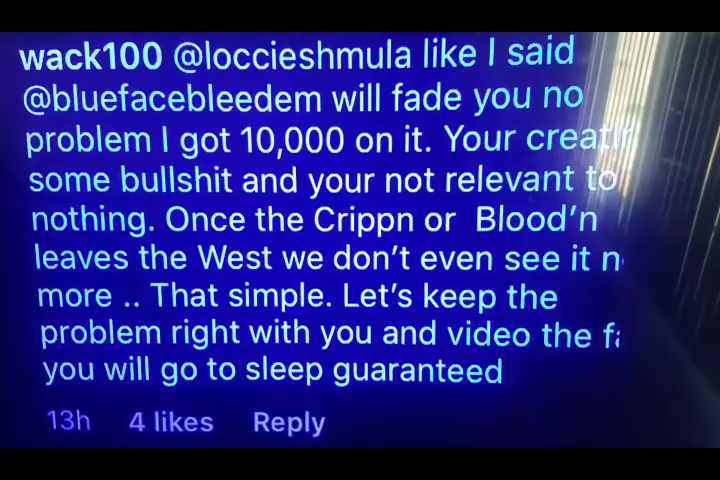 wack100 @loccieshmula like I said
@bluefacebleedem will fade you no
problem I got 10,000 on it. Your
some bullshit and your not relevant to
nothing. Once the Crippn or Blood'n
leaves the West we don't even see it
more .. That simple. Let's keep the
problem right with you and video the
you will go to sleep guaranteed
13h 4 likes Reply